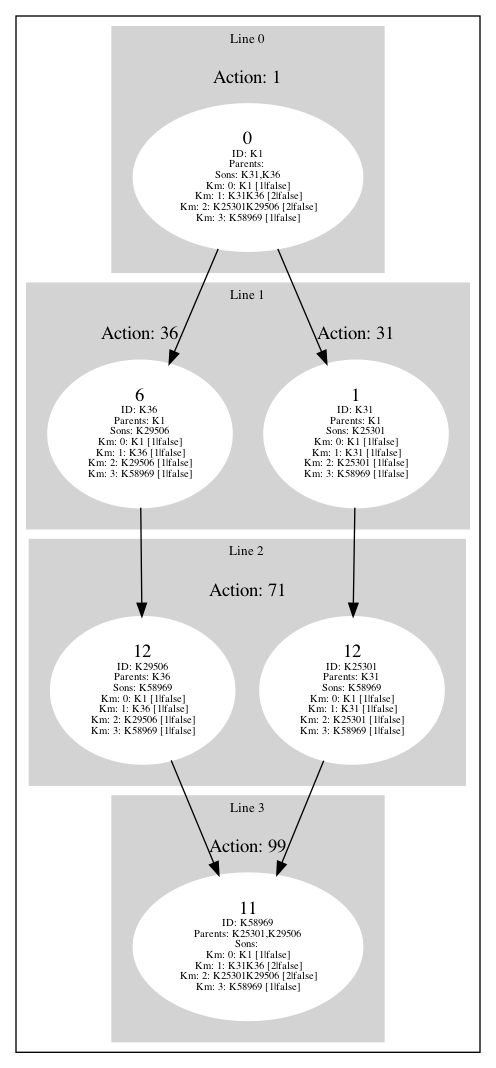 Line 0
Action: 1
0
ID: K1
Parents:
Sons: K31,K36
Km: 0: K1 [1|false]
Km: 1: K31K36 [2|false]
Km: 2: K25301K29506 [2|false]
Km: 3: K58969 [1|false]
Line 1
Action: 36
Action: 31
6
ID: K36
Parents: K1
Sons: K29506
Km: 0: K1 [1|false]
Km: 1: K36 [1|false]
Km: 2: K29506 [1|false]
Km: 3: K58969 [1|false]
1
ID: K31
Parents: K1
Sons: K25301
Km: 0: K1 [1|false]
Km: 1: K31 [1|false]
Km: 2: K25301 [1|false]
Km: 3: K58969 [1|false]
Line 2
Action: 71
12
ID: K29506
Parents: K36
Sons: K58969
Km: 0: K1 [1|false]
Km: 1: K36 [1|false]
Km: 2: K29506 [1|false]
Km: 3: K58969 [1|false]
12
ID: K25301
Parents: K31
Sons: K58969
Km: 0: K1 [1|false]
Km: 1: K31 [1|false]
Km: 2: K25301 [1|false]
Km: 3: K58969 [1|false]
Line 3
Action: 99
11
ID: K58969
Parents: K25301,K29506
Sons:
Km: 0: K1 [1|false]
Km: 1: K31K36 [2|false]
Km: 2: K25301K29506 [2|false]
Km: 3: K58969 [1|false]